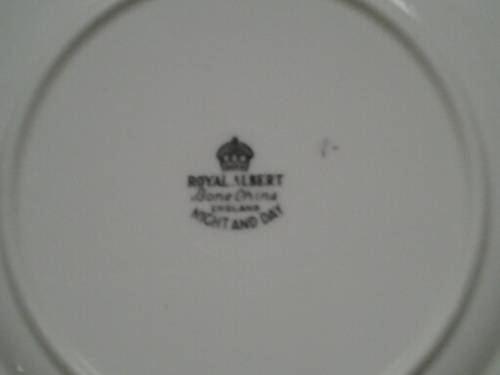 ROYAL ALBERT
Bone China
ENGLAND
NIGHT AND DAY